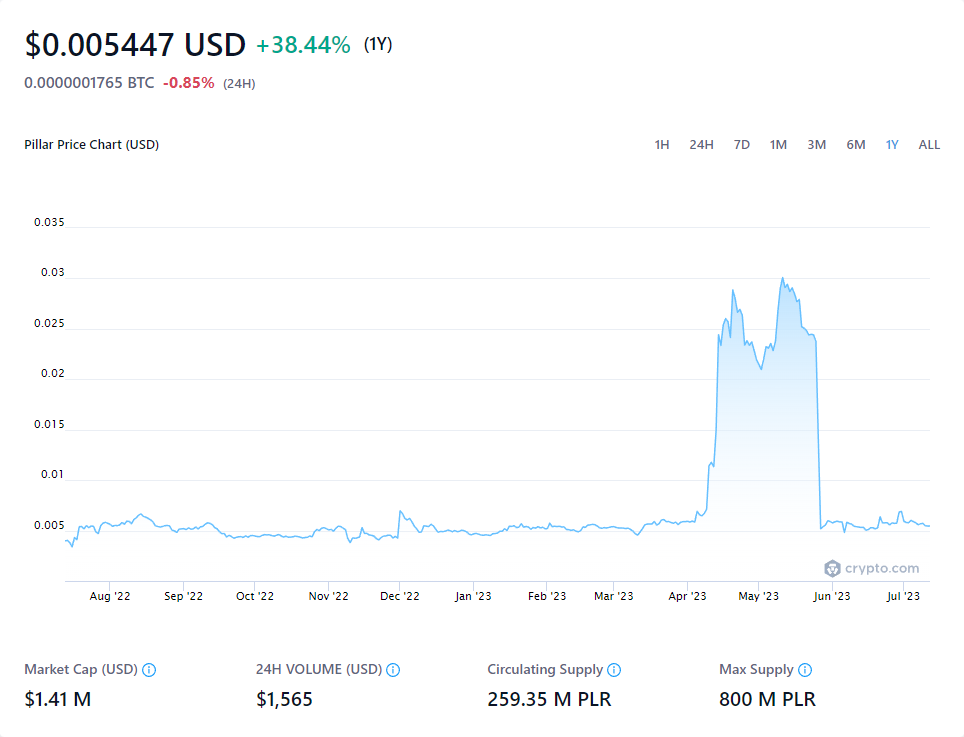 $0.005447 USD +38.44% (1Y)
0.0000001765 BTC -0.85% (24H)
Pillar Price Chart (USD) 1H 24H 7D 1M 3M 6M 1Y ALL
0.035
0.03
0.025
0.02
0.015
0.01
0.005
crypto.com
Aug '22 Sep '22 Oct '22 Nov '22 Dec '22 Jan '23 Feb '23 Mar '23 Apr '23 May '23 Jun '23 Jul '23
Market Cap (USD) 24H VOLUME (USD) Circulating Supply Max Supply
$1.41 M $1,565 259.35 M PLR 800 M PLR